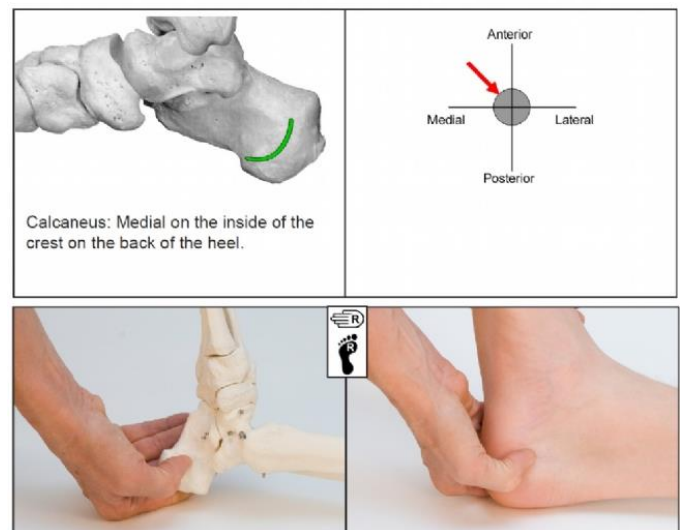 Anterior
Medial
Lateral
Posterior
Calcaneus: Medial on the inside of the
crest on the back of the heel.
R
R